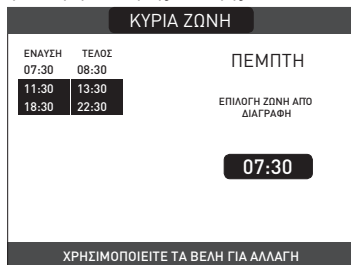 ΚΥΡΙΑ ΖΩΝΗ
ΕΝΑΥΣΗ ΤΕΛΟΣ
07:30 08:30
11:30 13:30
18:30 22:30
ΠΕΜΠΤΗ
ΕΠΙΛΟΓΗ ΖΩΝΗ ΑΠΟ
ΔΙΑΓΡΑΦΗ
07:30
ΧΡΗΣΙΜΟΠΟΙΕΙΤΕ ΤΑ ΒΕΛΗ ΓΙΑ ΑΛΛΑΓΗ